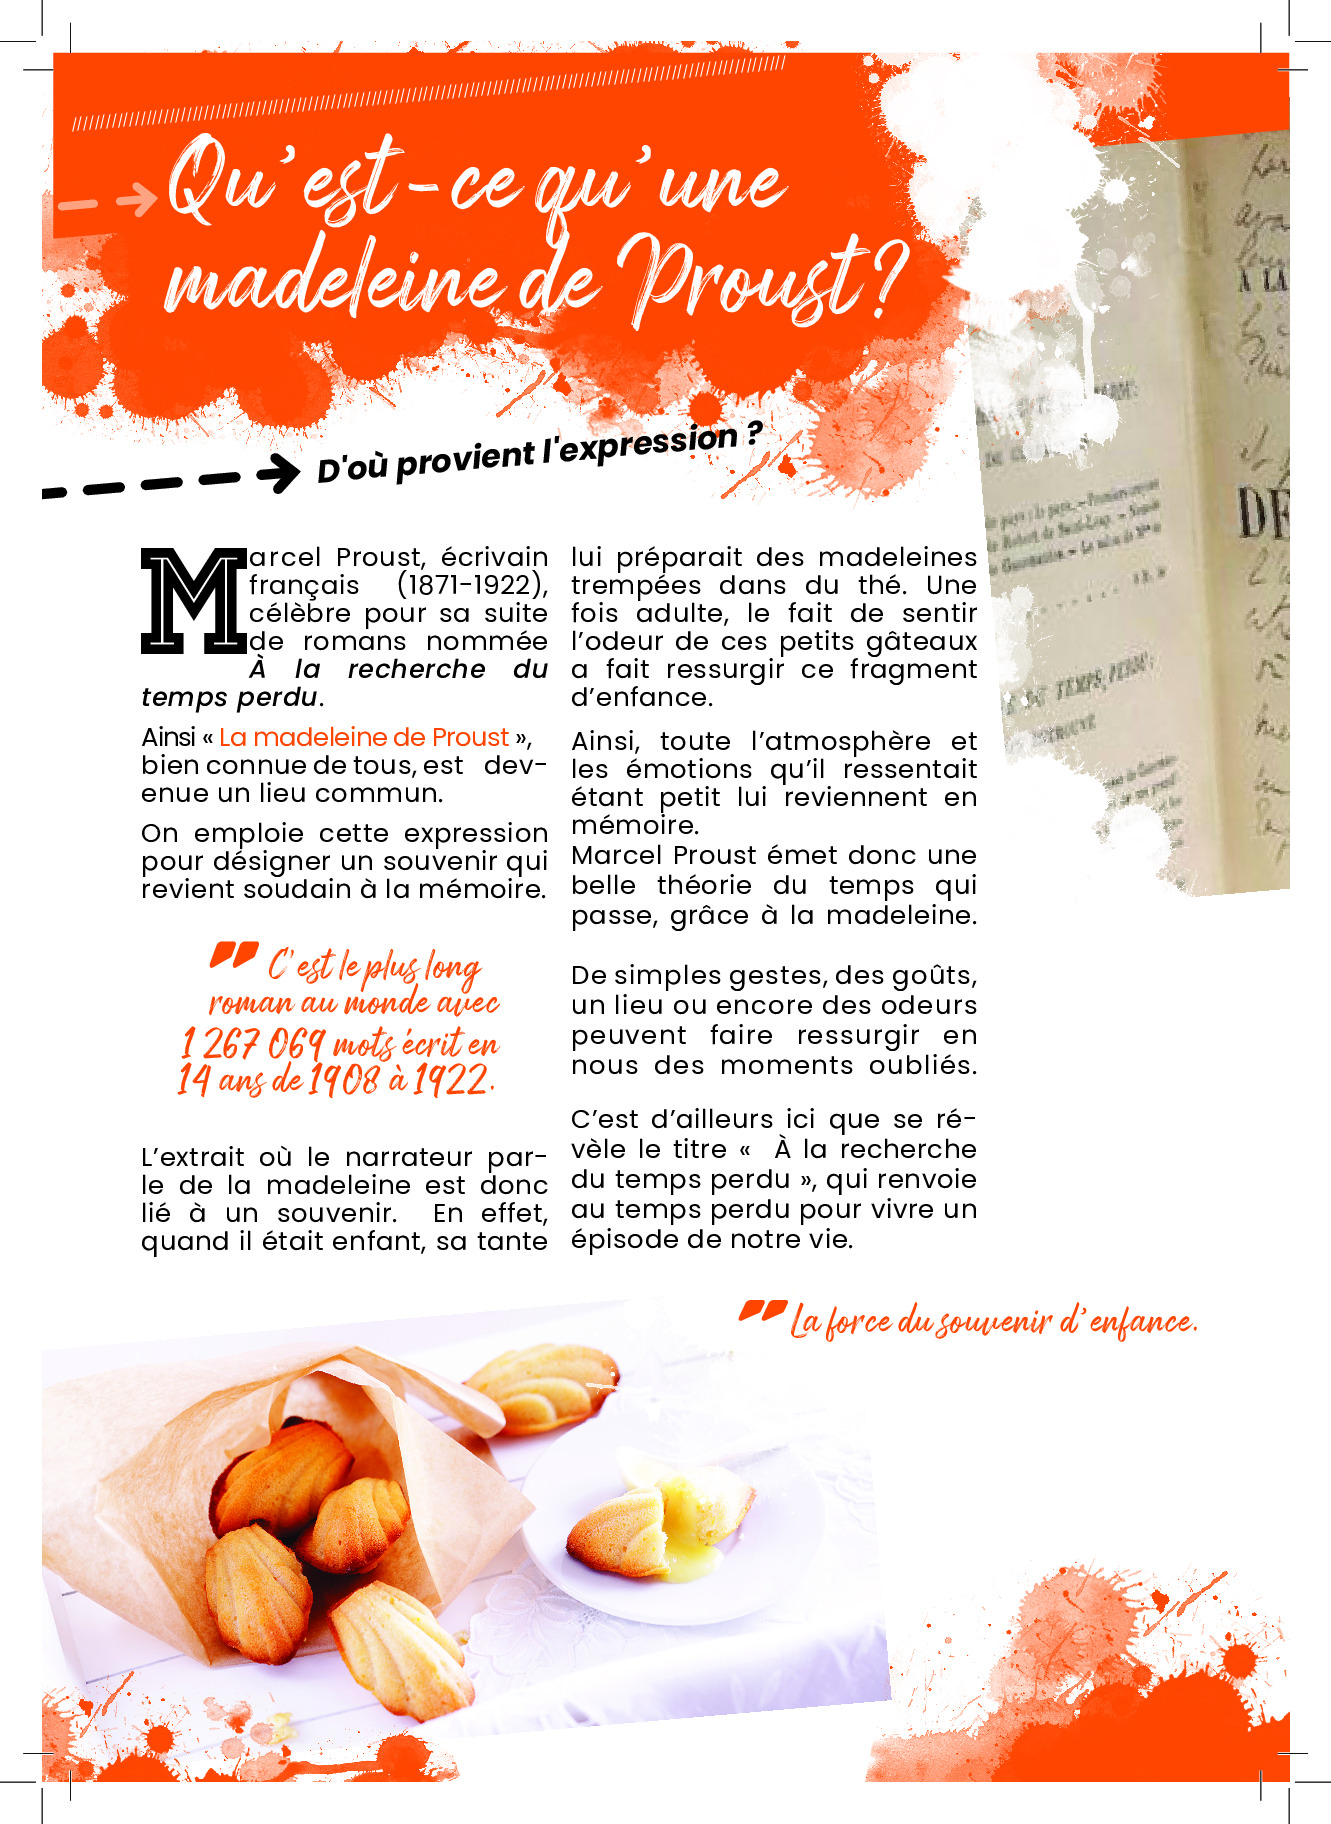 Qu'est-ce qu'une
madeleine de Proust?
D'où provient l'expression ?
Marcel Proust, écrivain
français (1871-1922),
célèbre pour sa suite
de romans nommée
À la recherche du
temps perdu.
Ainsi « La madeleine de Proust »,
bien connue de tous, est dev-
enue un lieu commun.
On emploie cette expression
pour désigner un souvenir qui
revient soudain à la mémoire.
C'est le plus long
roman au monde avec
1 267 069 mots écrit en
14 ans de 1908 à 1922.
L'extrait où le narrateur par-
le de la madeleine est donc
lié à un souvenir. En effet,
quand il était enfant, sa tante
lui préparait des madeleines
trempées dans du thé. Une
fois adulte, le fait de sentir
l'odeur de ces petits gâteaux
a fait ressurgir ce fragment
d'enfance.
Ainsi, toute l'atmosphère et
les émotions qu'il ressentait
étant petit lui reviennent en
mémoire.
Marcel Proust émet donc une
belle théorie du temps qui
passe, grâce à la madeleine.
De simples gestes, des goûts,
un lieu ou encore des odeurs
peuvent faire ressurgir en
nous des moments oubliés.
C'est d'ailleurs ici que se ré-
vèle le titre « À la recherche
du temps perdu », qui renvoie
au temps perdu pour vivre un
épisode de notre vie.
La force du souvenir d'enfance.
A LA
DE
TEMPS PERDU